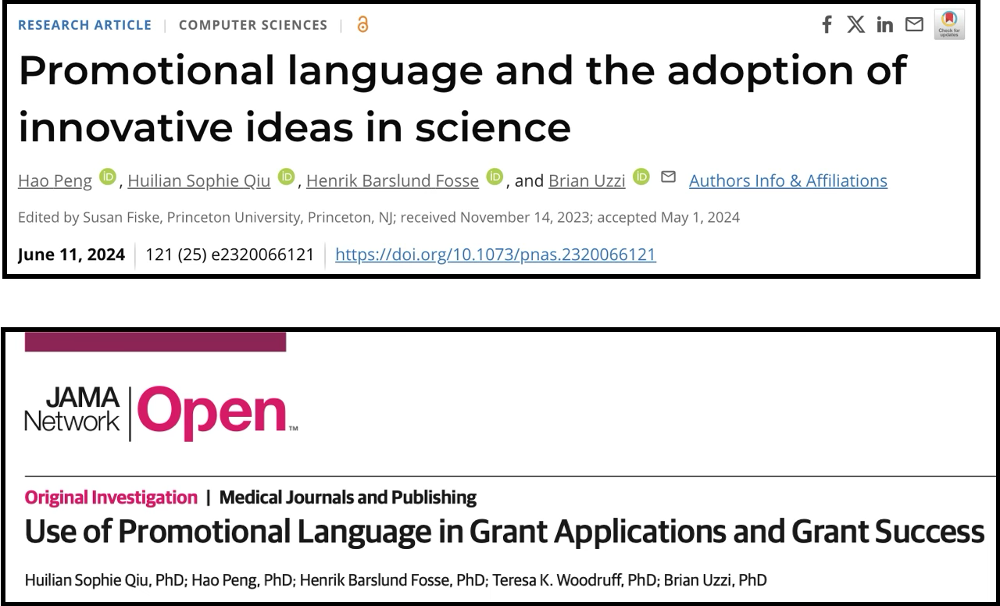 RESEARCH ARTICLE | COMPUTER SCIENCES |
Check for
updates
Promotional language and the adoption of
innovative ideas in science
Hao Peng iD, Huilian Sophie Qiu iD, Henrik Barslund Fosse iD, and Brian Uzzi iD Authors Info & Affiliations
Edited by Susan Fiske, Princeton University, Princeton, NJ; received November 14, 2023; accepted May 1, 2024
June 11, 2024 | 121 (25) e2320066121 | https://doi.org/10.1073/pnas.2320066121
JAMA
Network | Open™
Original Investigation | Medical Journals and Publishing
Use of Promotional Language in Grant Applications and Grant Success
Huilian Sophie Qiu, PhD; Hao Peng, PhD; Henrik Barslund Fosse, PhD; Teresa K. Woodruff, PhD; Brian Uzzi, PhD